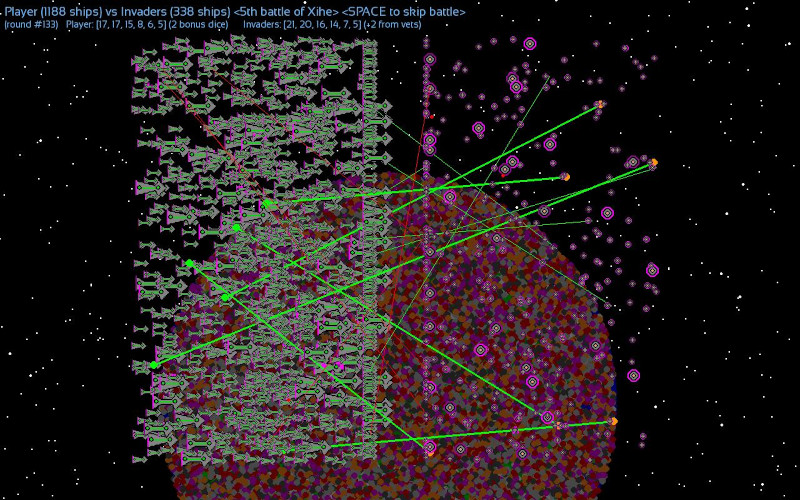 Player (1188 ships) vs Invaders (338 ships) <5th battle of Xihe> <SPACE to skip battle>
(round #133) Player: [17, 17, 15, 8, 6, 5] (2 bonus dice) Invaders: [21, 20, 16, 14, 7, 5] (+2 from vets)